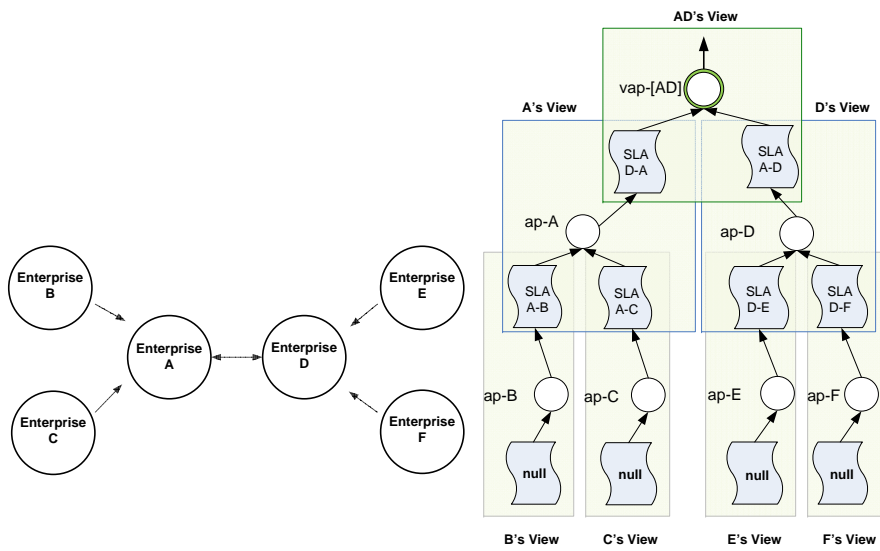 AD's View
vap-[AD]
A's View
D's View
SLA
D-A
SLA
A-D
ap-A
ap-D
Enterprise
B
Enterprise
E
Enterprise
A
Enterprise
D
Enterprise
C
Enterprise
F
SLA
A-B
SLA
A-C
SLA
D-E
SLA
D-F
ap-B
ap-C
ap-E
ap-F
null
null
null
null
B's View
C's View
E's View
F's View